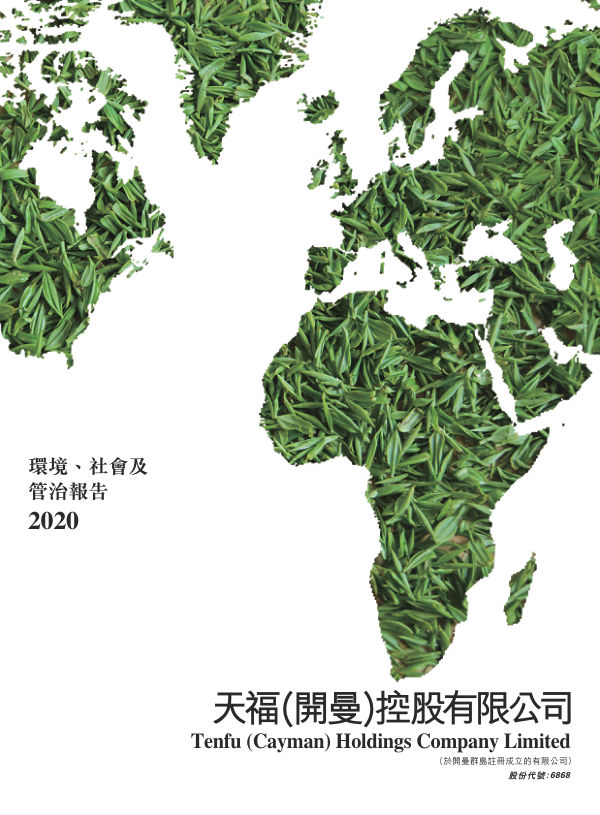 環境、社會及
管治報告
2020
天福(開曼)控股有限公司
Tenfu (Cayman) Holdings Company Limited
(於開曼群島註冊成立的有限公司)
股份代號:6868